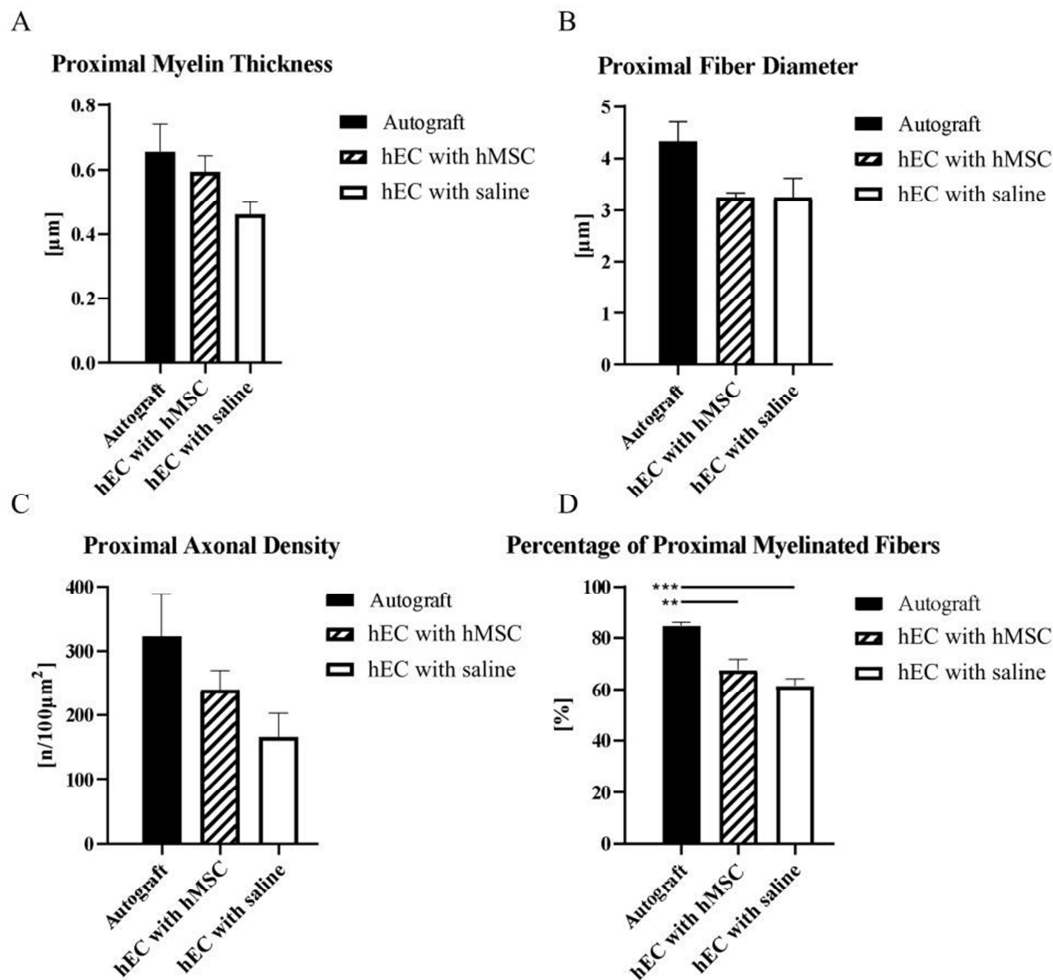 A
Proximal Myelin Thickness
0.8
0.6
0.4
0.2
0.0
[µm]
Autograft
hEC with hMSC
hEC with saline
Autograft
hEC with hMSC
hEC with saline
B
Proximal Fiber Diameter
5
4
3
2
1
0
[µm]
Autograft
hEC with hMSC
hEC with saline
Autograft
hEC with hMSC
hEC with saline
C
Proximal Axonal Density
400
300
200
100
0
[n/100µm²]
Autograft
hEC with hMSC
hEC with saline
Autograft
hEC with hMSC
hEC with saline
D
Percentage of Proximal Myelinated Fibers
100
80
60
40
20
0
[%]
***
**
Autograft
hEC with hMSC
hEC with saline
Autograft
hEC with hMSC
hEC with saline